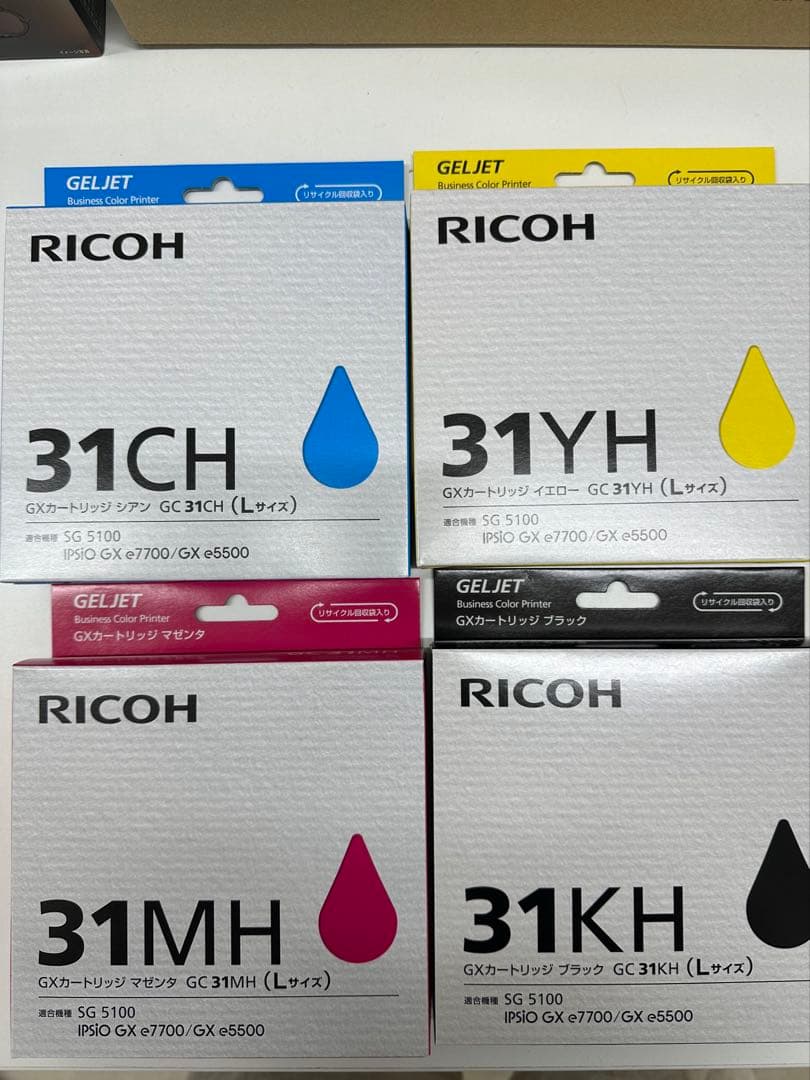 イメージ写真
GELJET
Business Color Printer
リサイクル回収袋入り
RICOH
31CH
GXカートリッジ シアン GC 31CH (Lサイズ)
適合機種 SG 5100
IPSiO GX e7700/GX e5500
GELJET
Business Color Printer
リサイクル回収袋入り
RICOH
31YH
GXカートリッジ イエロー GC 31YH (Lサイズ)
適合機種 SG 5100
IPSiO GX e7700/GX e5500
GELJET
Business Color Printer
GXカートリッジ マゼンタ
リサイクル回収袋入り
GC 31MH
RICOH
31MH
GXカートリッジ マゼンタ GC 31MH (Lサイズ)
適合機種 SG 5100
IPSiO GX e7700/GX e5500
GELJET
Business Color Printer
GXカートリッジ ブラック
リサイクル回収袋入り
RICOH
31KH
GXカートリッジ ブラック GC 31KH (Lサイズ)
適合機種 SG 5100
IPSiO GX e7700/GX e5500